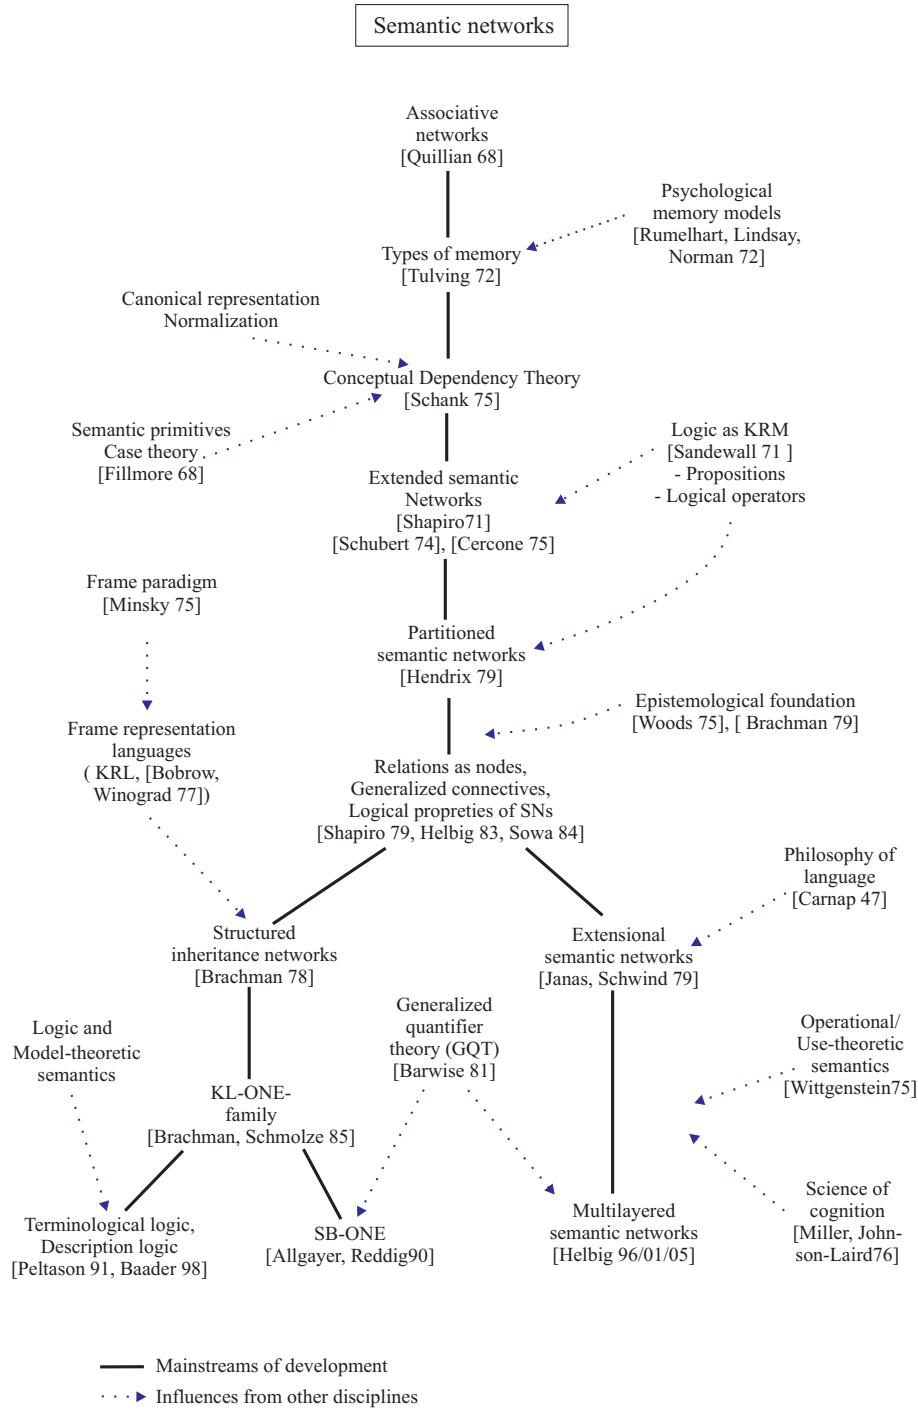 Semantic networks
Associative
networks
[Quillian 68]
Psychological
memory models
[Rumelhart, Lindsay,
Norman 72]
Types of memory
[Tulving 72]
Canonical representation
Normalization
Conceptual Dependency Theory
[Schank 75]
Semantic primitives
Case theory
[Fillmore 68]
Logic as KRM
[Sandewall 71 ]
- Propositions
- Logical operators
Extended semantic
Networks
[Shapiro71]
[Schubert 74], [Cercone 75]
Frame paradigm
[Minsky 75]
Partitioned
semantic networks
[Hendrix 79]
Epistemological foundation
[Woods 75], [ Brachman 79]
Frame representation
languages
( KRL, [Bobrow,
Winograd 77])
Relations as nodes,
Generalized connectives,
Logical propreties of SNs
[Shapiro 79, Helbig 83, Sowa 84]
Philosophy of
language
[Carnap 47]
Structured
inheritance networks
[Brachman 78]
Extensional
semantic networks
[Janas, Schwind 79]
Generalized
quantifier
theory (GQT)
[Barwise 81]
Logic and
Model-theoretic
semantics
Operational/
Use-theoretic
semantics
[Wittgenstein75]
KL-ONE-
family
[Brachman, Schmolze 85]
Science of
cognition
[Miller, John-
son-Laird76]
Terminological logic,
Description logic
[Peltason 91, Baader 98]
SB-ONE
[Allgayer, Reddig90]
Multilayered
semantic networks
[Helbig 96/01/05]
Mainstreams of development
Influences from other disciplines